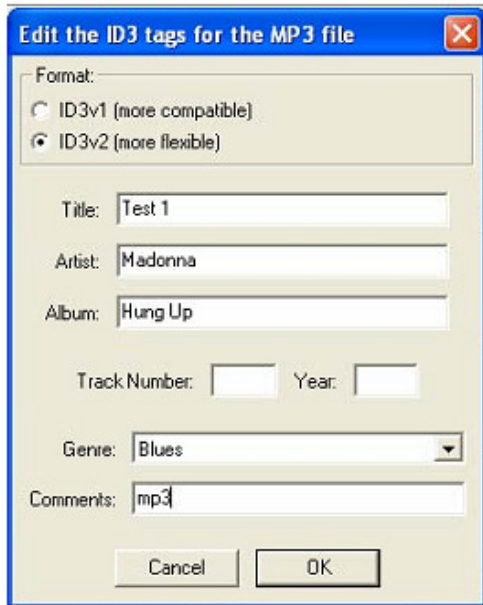 Edit the ID3 tags for the MP3 file
Format:
ID3v1 (more compatible)
ID3v2 (more flexible)
Title: Test 1
Artist: Madonna
Album: Hung Up
Track Number: Year:
Genre: Blues
Comments: mp3
Cancel OK